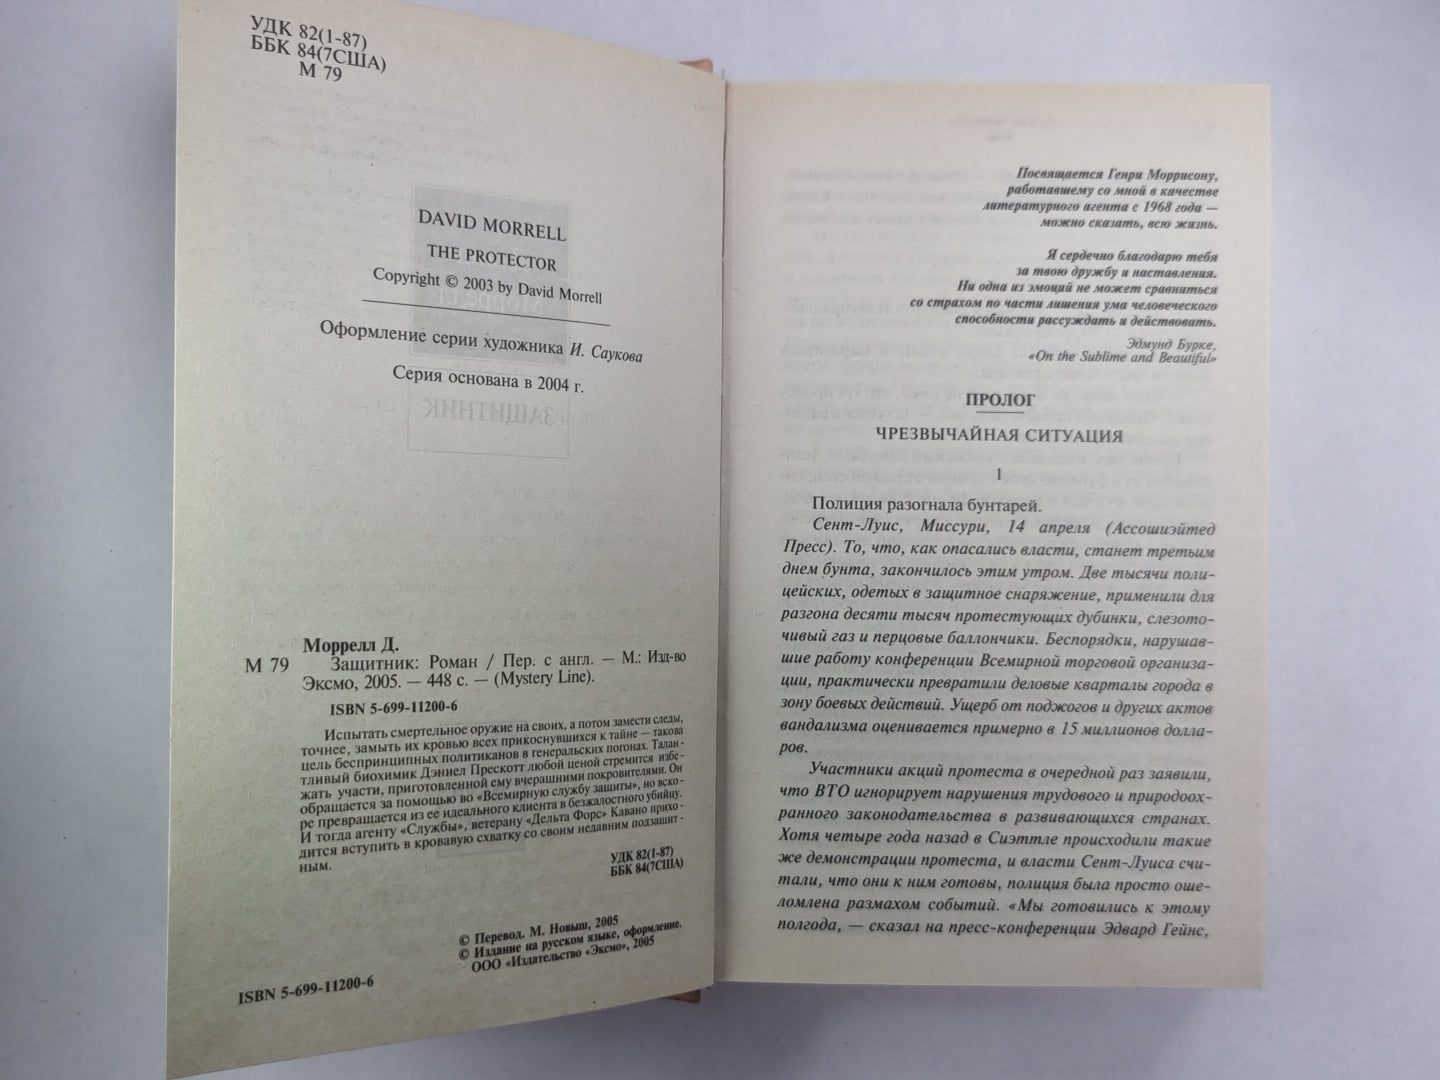 УДК 82(1-87)
ББК 84(7США)
М 79
DAVID MORRELL
THE PROTECTOR
Copyright © 2003 by David Morrell
Оформление серии художника И. Саукова
Серия основана в 2004 г.
ЗАЩИТНИК
Моррелл Д.
М 79 Защитник: Роман / Пер. с англ. — М.: Изд-во
Эксмо, 2005. — 448 с. — (Mystery Line).
ISBN 5-699-11200-6
Испытать смертельное оружие на своих, а потом замести следы,
точнее, замыть их кровью всех прикоснувшихся к тайне — такова
цель беспринципных политиканов в генеральских погонах. Талан-
тливый биохимик Дэниел Прескотт любой ценой стремится избе-
жать участи, приготовленной ему вчерашними покровителями. Он
обращается за помощью во «Всемирную службу защиты», но вско-
ре превращается из ее идеального клиента в безжалостного убийцу.
И тогда агенту «Службы», ветерану «Дельта Форс» Кавано прихо-
дится вступить в кровавую схватку со своим недавним подзащит-
ным.
УДК 82(1-87)
ББК 84(7США)
© Перевод. М. Новыш, 2005
© Издание на русском языке, оформление.
ООО «Издательство «Эксмо», 2005
ISBN 5-699-11200-6
Посвящается Генри Моррисону,
работавшему со мной в качестве
литературного агента с 1968 года —
можно сказать, всю жизнь.
Я сердечно благодарю тебя
за твою дружбу и наставления.
Ни одна из эмоций не может сравниться
со страхом по части лишения ума человеческого
способности рассуждать и действовать.
Эдмунд Бурке,
«On the Sublime and Beautiful»
ПРОЛОГ
ЧРЕЗВЫЧАЙНАЯ СИТУАЦИЯ
1
Полиция разогнала бунтарей.
Сент-Луис, Миссури, 14 апреля (Ассошиэйтед
Пресс). То, что, как опасались власти, станет третьим
днем бунта, закончилось этим утром. Две тысячи поли-
цейских, одетых в защитное снаряжение, применили для
разгона десяти тысяч протестующих дубинки, слезото-
чивый газ и перцовые баллончики. Беспорядки, нарушав-
шие работу конференции Всемирной торговой организа-
ции, практически превратили деловые кварталы города в
зону боевых действий. Ущерб от поджогов и других актов
вандализма оценивается примерно в 15 миллионов долла-
ров.
Участники акций протеста в очередной раз заявили,
что ВТО игнорирует нарушения трудового и природоох-
ранного законодательства в развивающихся странах.
Хотя четыре года назад в Сиэттле происходили такие
же демонстрации протеста, и власти Сент-Луиса счи-
тали, что они к ним готовы, полиция была просто оше-
ломлена размахом событий. «Мы готовились к этому
полгода, — сказал на пресс-конференции Эдвард Гейнс,